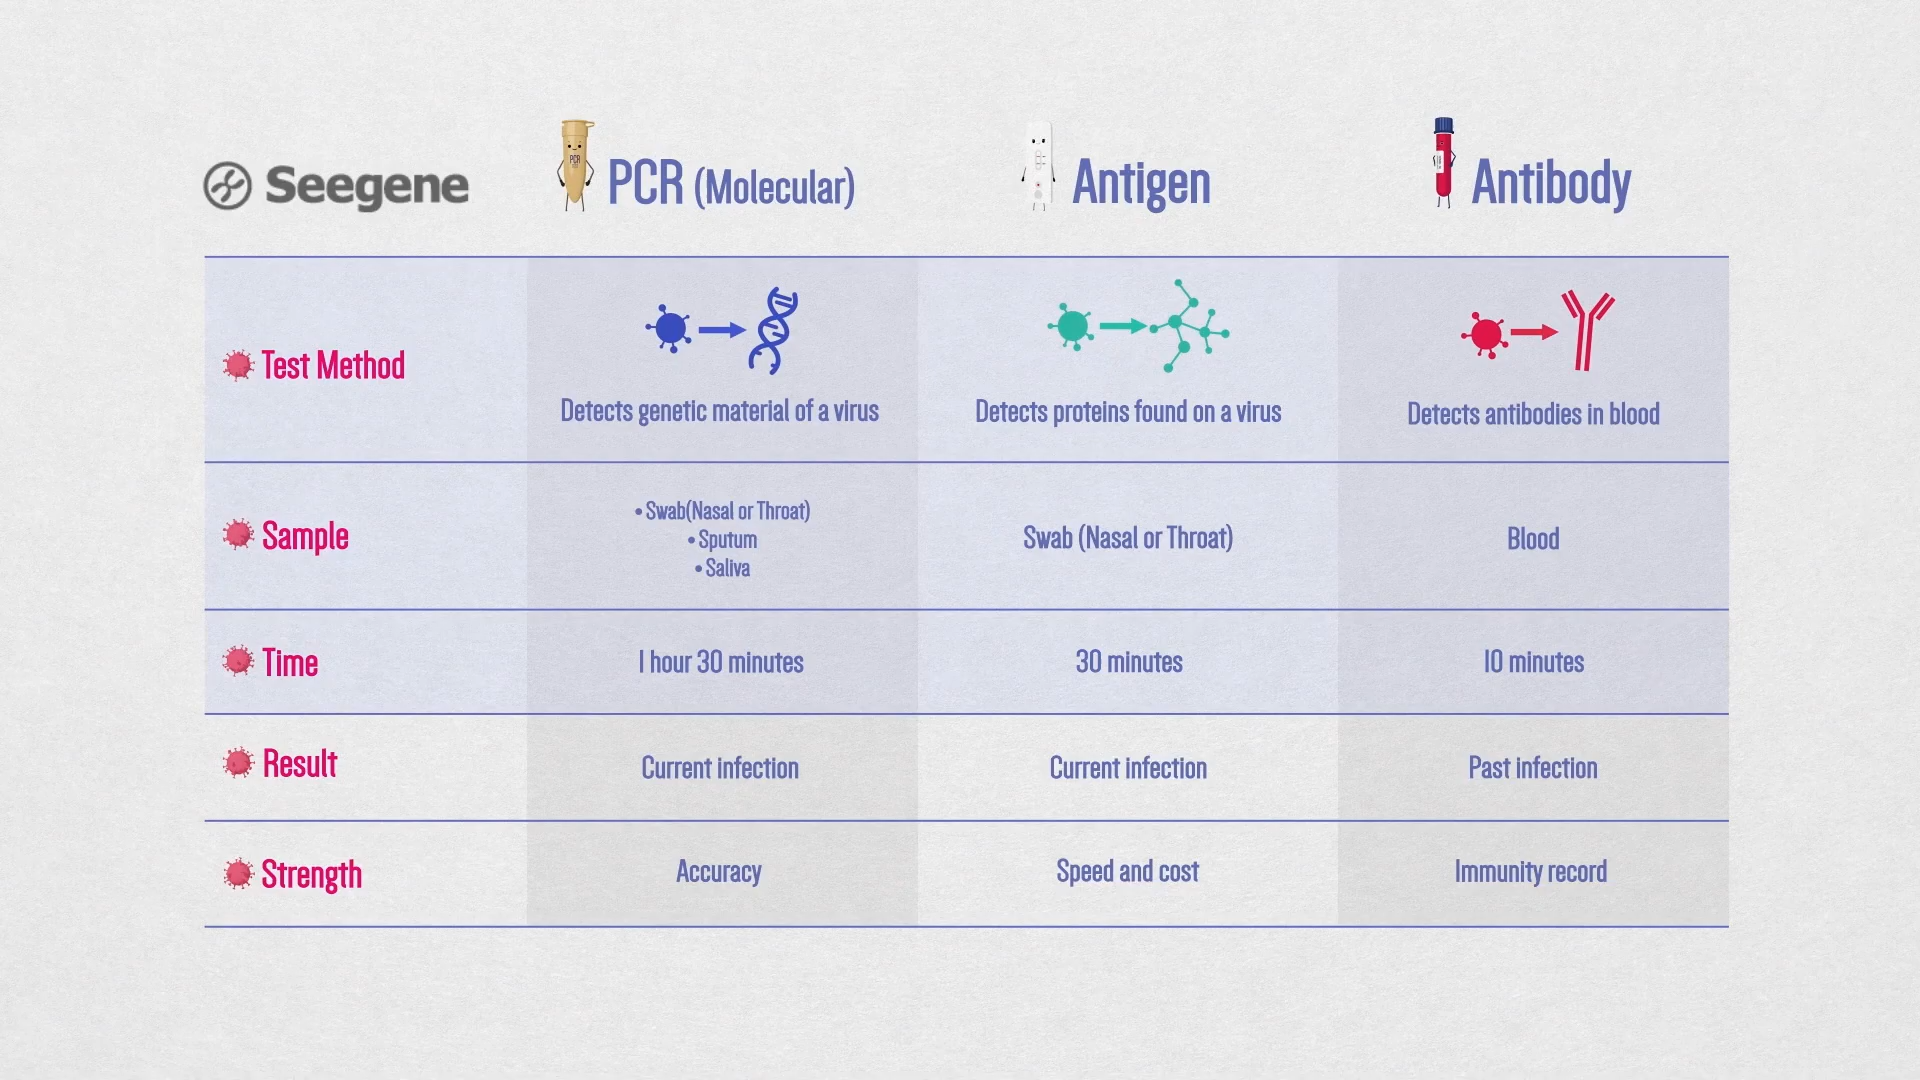 Seegene PCR (Molecular) Antigen Antibody
Test Method
Detects genetic material of a virus Detects proteins found on a virus Detects antibodies in blood
Sample
• Swab(Nasal or Throat)
• Sputum
• Saliva
Swab (Nasal or Throat)
Blood
Time 1 hour 30 minutes 30 minutes 10 minutes
Result Current infection Current infection Past infection
Strength Accuracy Speed and cost Immunity record